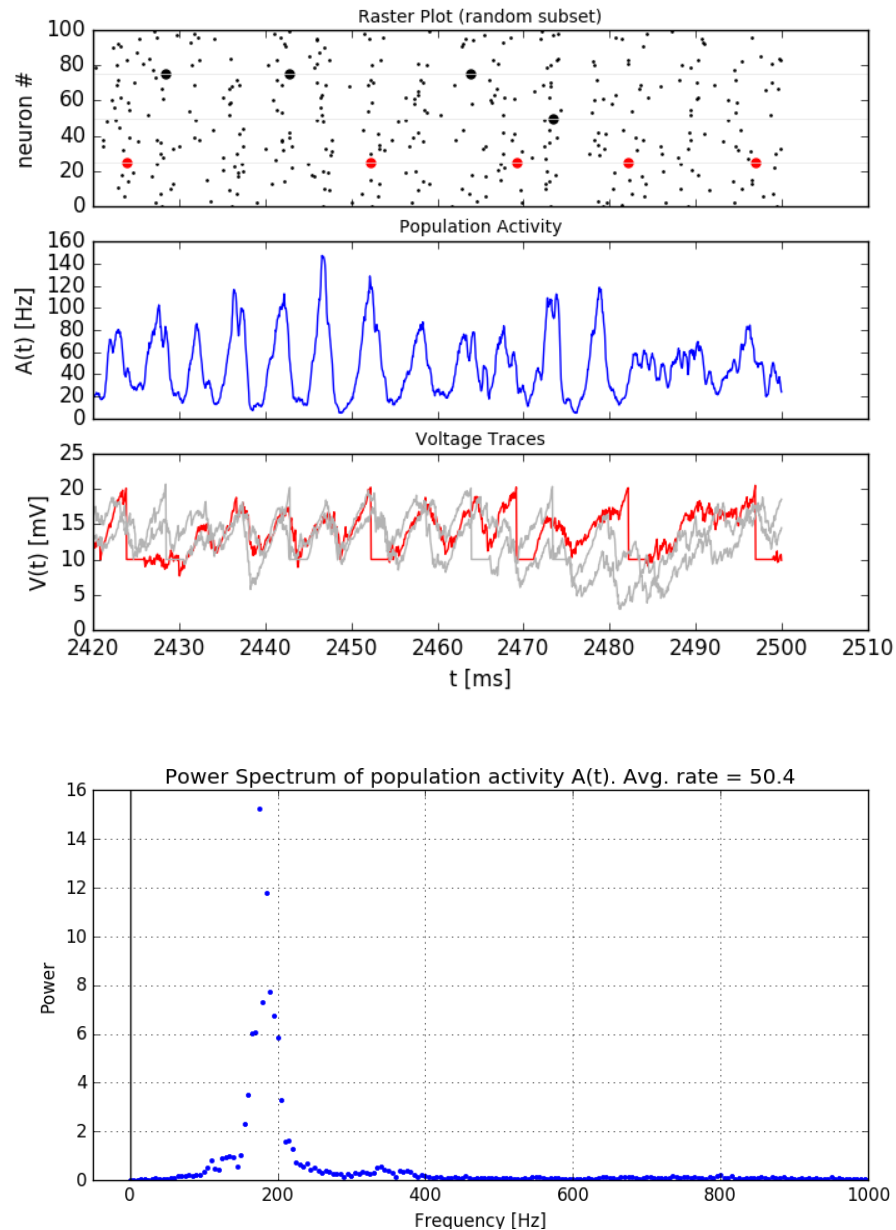 Raster Plot (random subset)
100
80
60
40
20
0
neuron #
Population Activity
160
140
120
100
80
60
40
20
0
A(t) [Hz]
Voltage Traces
25
20
15
10
5
0
V(t) [mV]
2420 2430 2440 2450 2460 2470 2480 2490 2500 2510
t [ms]
Power Spectrum of population activity A(t). Avg. rate = 50.4
16
14
12
10
8
6
4
2
0
Power
0 200 400 600 800 1000
Frequency [Hz]